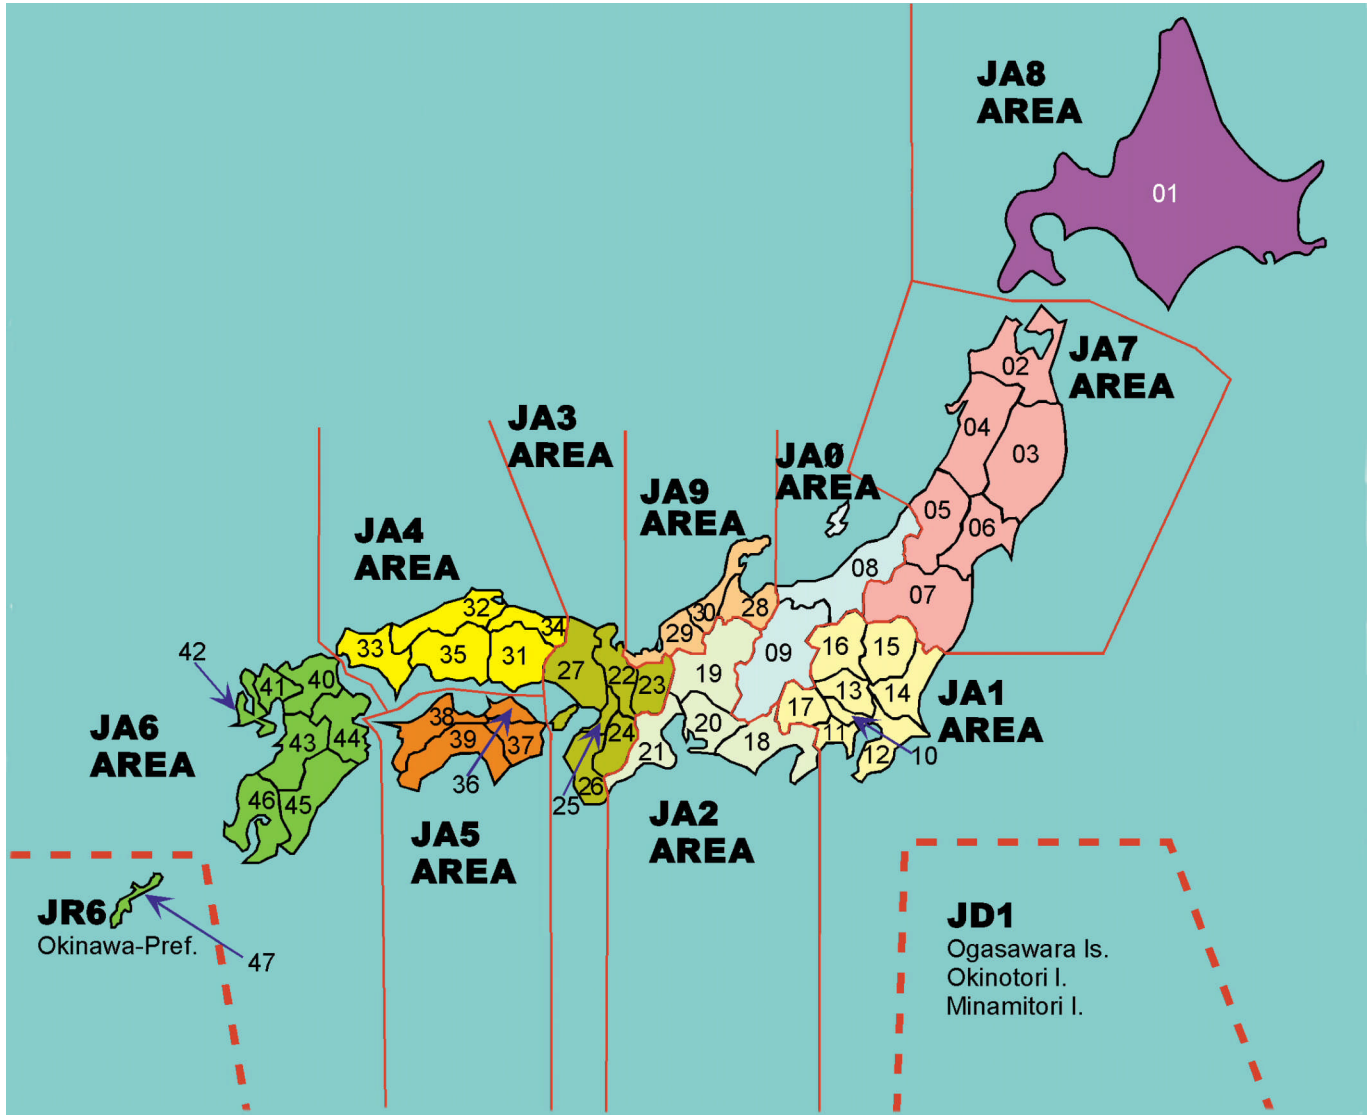 JA8
AREA
01
JA7
AREA
02
04
03
05
06
07
JA3
AREA
JA0
AREA
JA9
AREA
08
JA4
AREA
30
28
29
32
34
33
35
31
27
22
23
19
09
16
15
14
13
17
11
12
10
JA1
AREA
42
41
40
JA6
AREA
43
44
46
45
38
39
37
36
24
25
26
21
20
18
JA5
AREA
JA2
AREA
JR6
Okinawa-Pref.
47
JD1
Ogasawara Is.
Okinotori I.
Minamitori I.